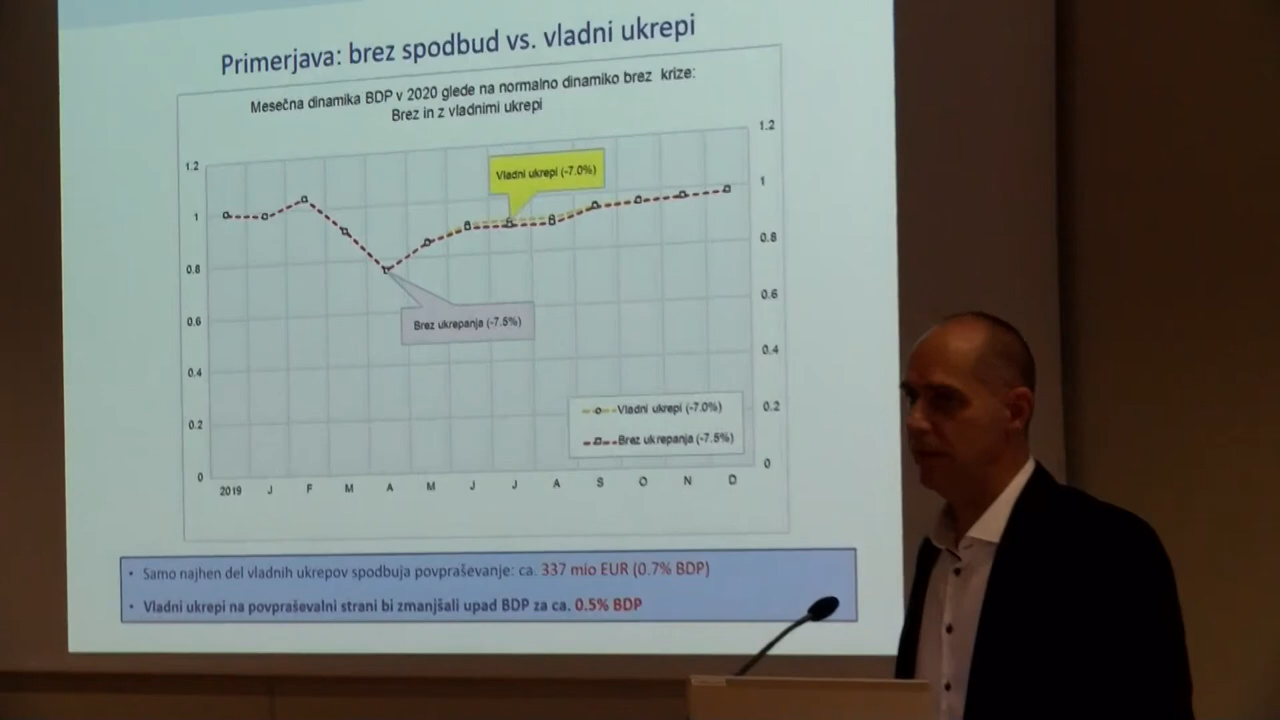 Primerjava: brez spodbud vs. vladni ukrepi
Mesečna dinamika BDP v 2020 glede na normalno dinamiko brez krize:
Brez in z vladnimi ukrepi
1.2
1
0.8
0.6
0.4
0.2
0
1.2
1
0.8
0.6
0.4
0.2
0
Vladni ukrepi (-7.0%)
Brez ukrepanja (-7.5%)
Vladni ukrepi (-7.0%)
Brez ukrepanja (-7.5%)
2019 J F M A M J J A S O N D
• Samo najhen del vladnih ukrepov spodbuja povpraševanje: ca. 337 mio EUR (0.7% BDP)
• Vladni ukrepi na povpraševalni strani bi zmanjšali upad BDP za ca. 0.5% BDP